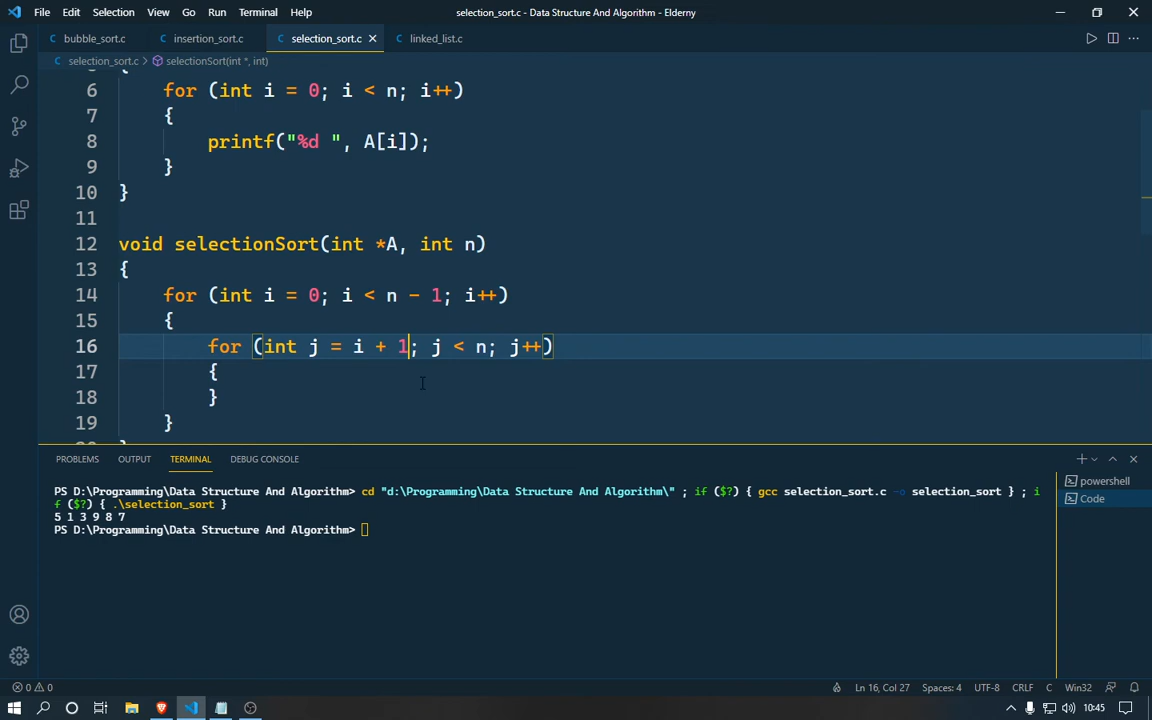 File Edit Selection View Go Run Terminal Help
selection_sort.c - Data Structure And Algorithm - Elderny
C bubble_sort.c C insertion_sort.c C selection_sort.c C linked_list.c
C selection_sort.c > selectionSort(int *, int)
6 for (int i = 0; i < n; i++)
7 {
8 printf("%d ", A[i]);
9 }
10 }
11
12 void selectionSort(int *A, int n)
13 {
14 for (int i = 0; i < n - 1; i++)
15 {
16 for (int j = i + 1; j < n; j++)
17 {
18 }
19 }
PROBLEMS OUTPUT TERMINAL DEBUG CONSOLE
PS D:\Programming\Data Structure And Algorithm> cd "d:\Programming\Data Structure And Algorithm\" ; if ($?) { gcc selection_sort.c -o selection_sort } ; i
f ($?) { .\selection_sort }
5 1 3 9 8 7
PS D:\Programming\Data Structure And Algorithm>
powershell
Code
0 0
Ln 16, Col 27 Spaces: 4 UTF-8 CRLF C Win32
10:45